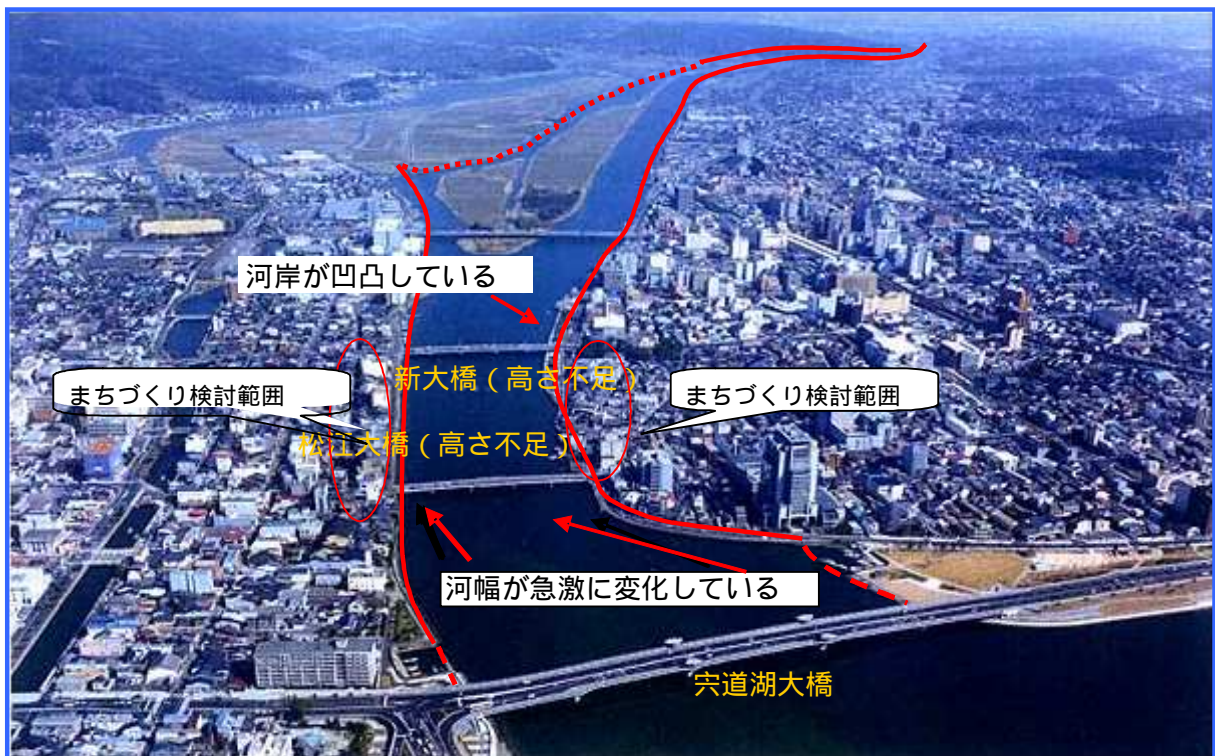 河岸が凹凸している
新大橋（高さ不足）
まちづくり検討範囲
まちづくり検討範囲
松江大橋（高さ不足）
河幅が急激に変化している
宍道湖大橋